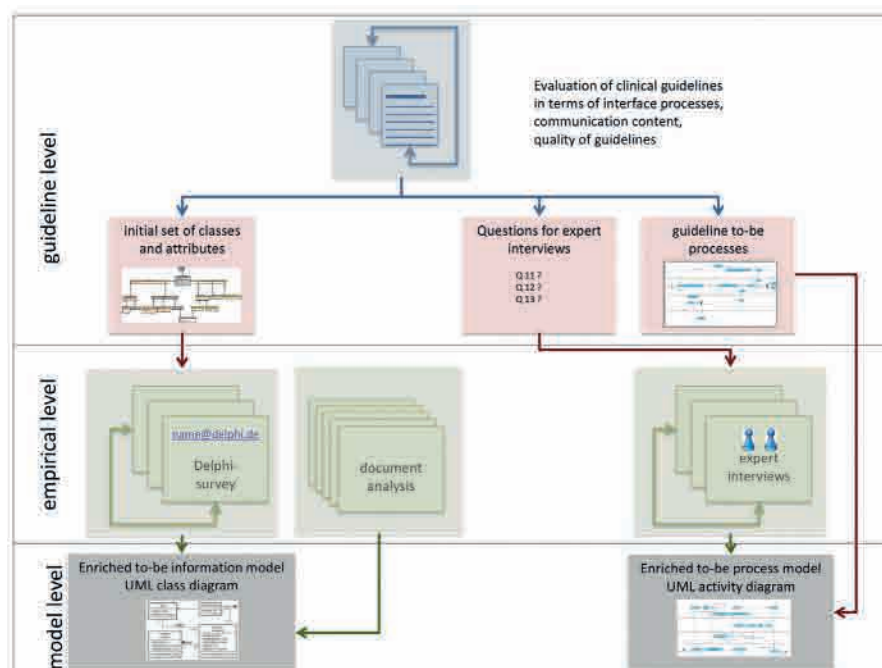 Evaluation of clinical guidelines
in terms of interface processes,
communication content,
quality of guidelines
guideline level
initial set of classes
and attributes
Questions for expert
interviews
Q 11 ?
Q 12 ?
Q 13 ?
guideline to-be
processes
empirical level
name@delphi.de
Delphi-
survey
document
analysis
expert
interviews
model level
Enriched to-be information model
UML class diagram
Enriched to-be process model
UML activity diagram